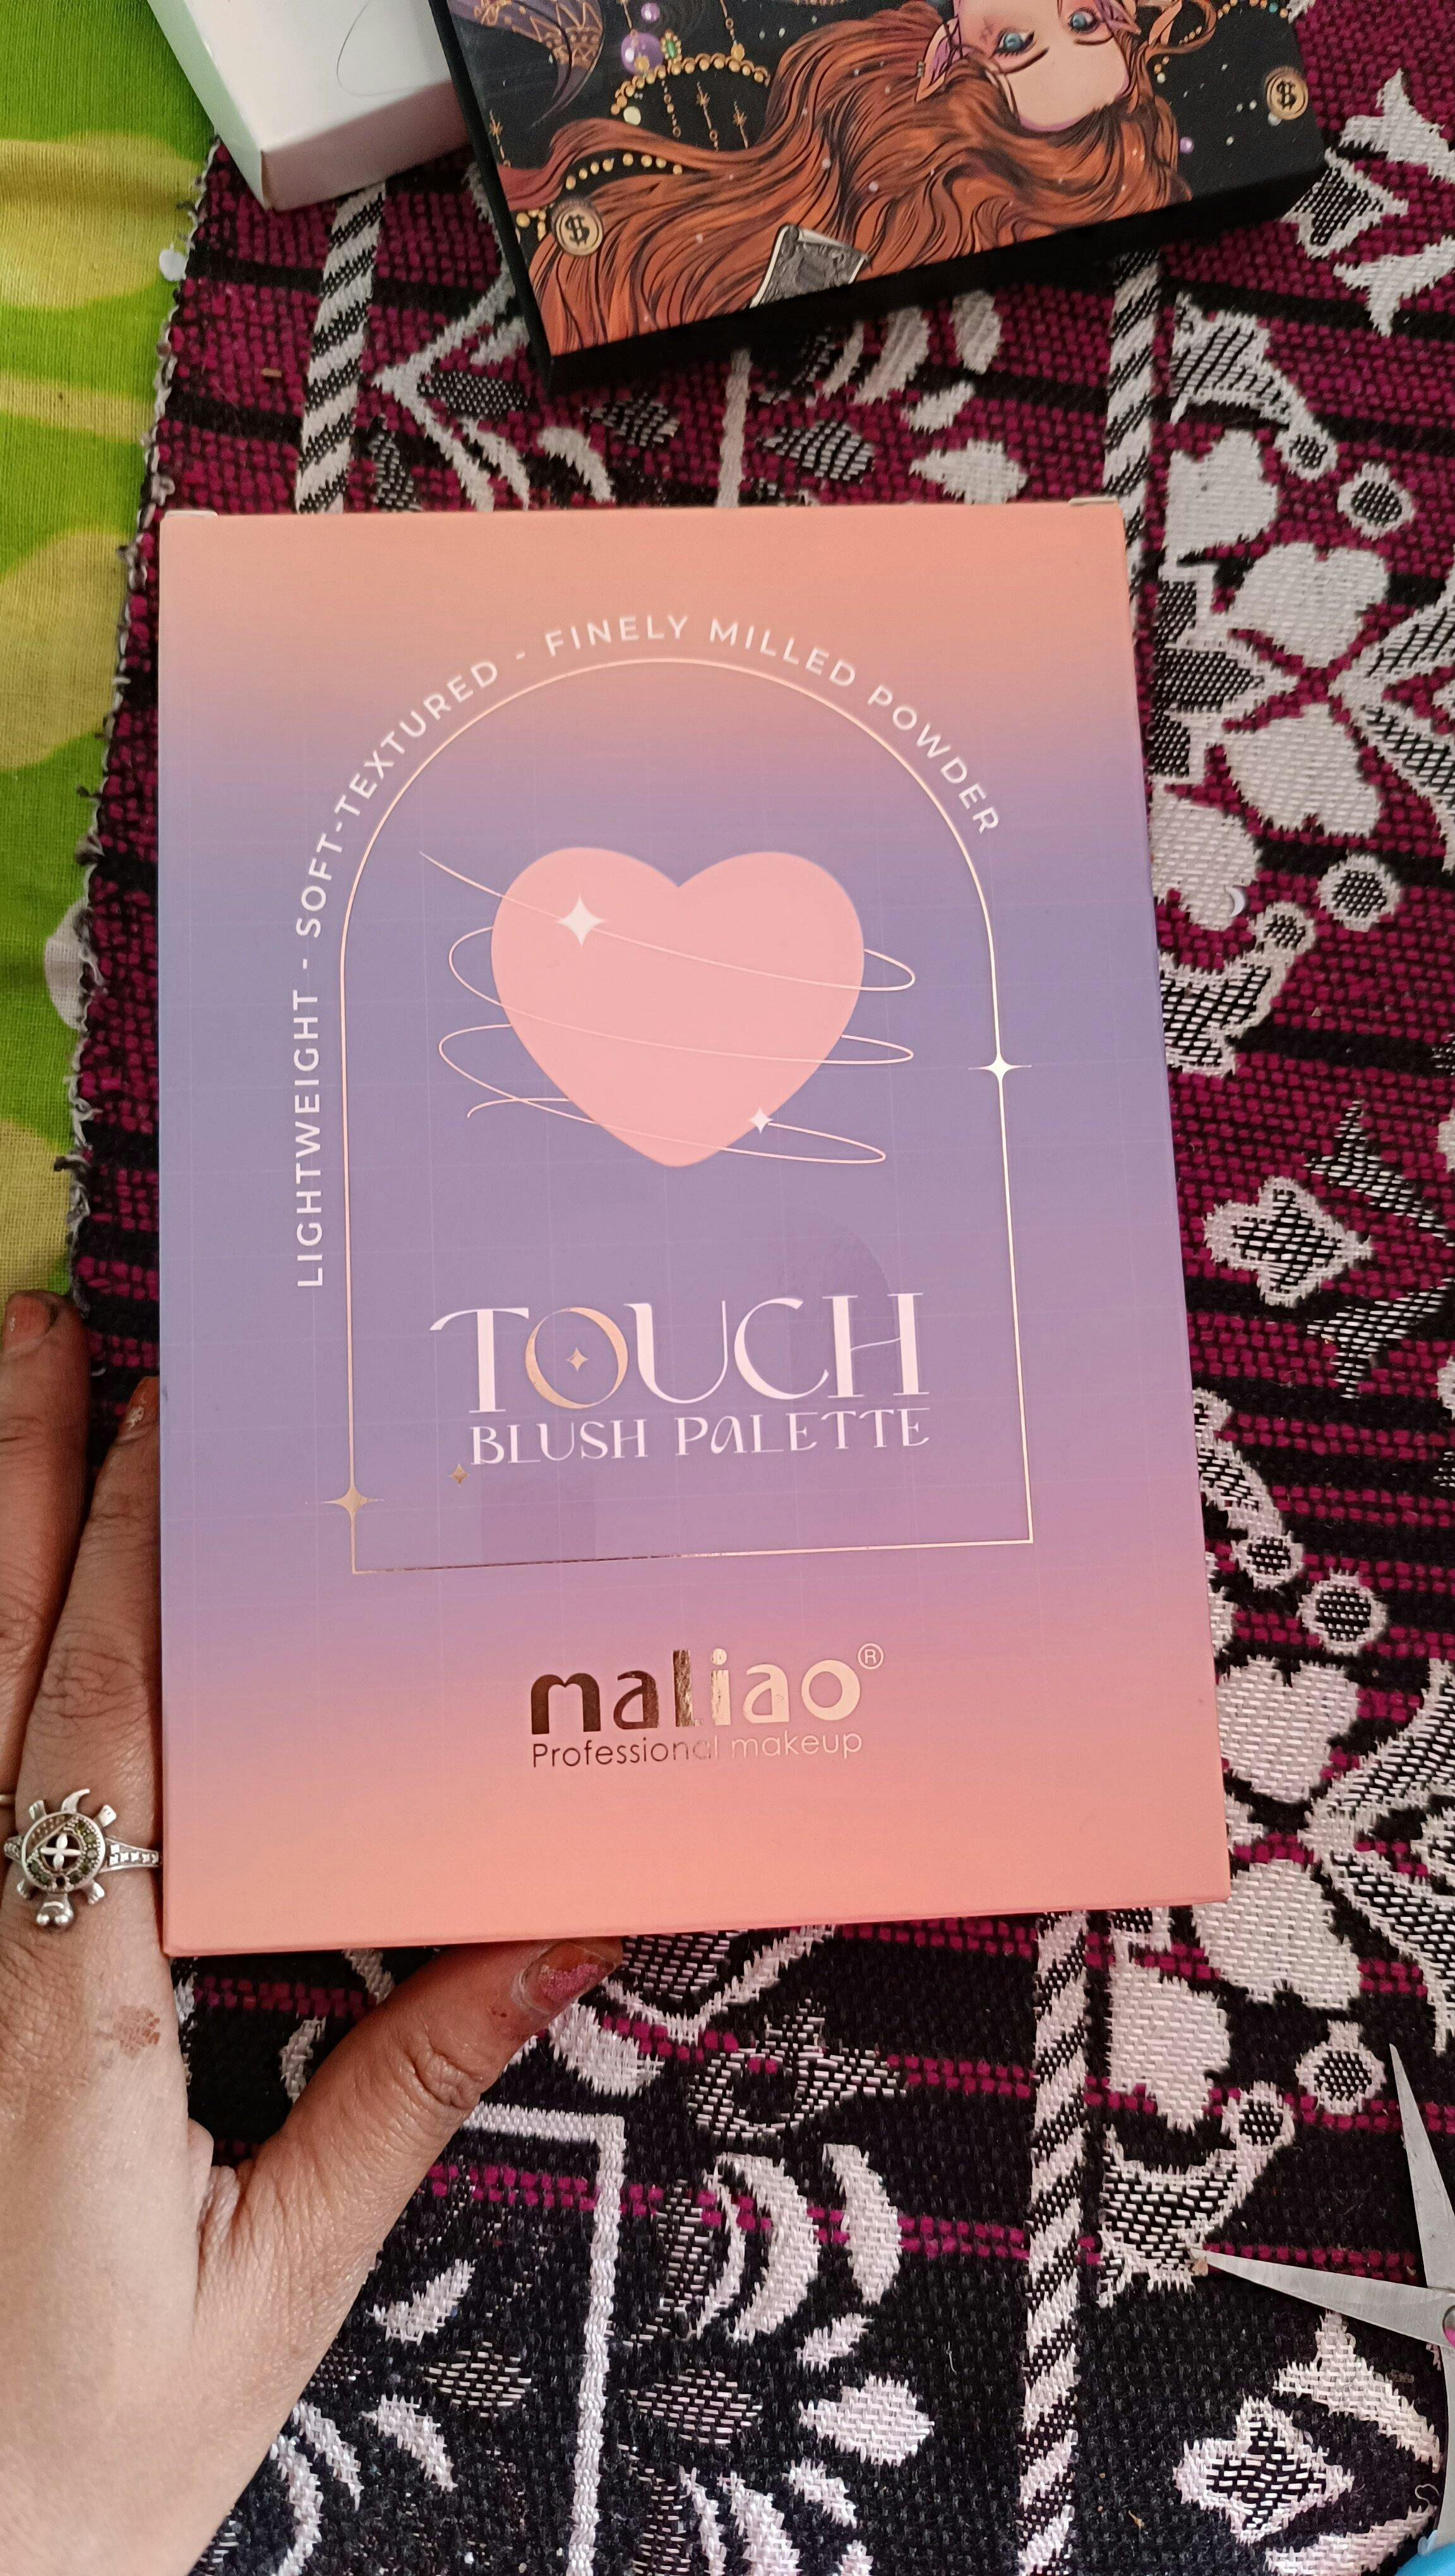 LIGHTWEIGHT - SOFT-TEXTURED - FINELY MILLED POWDER
TOUCH
BLUSH PALETTE
maliao®
Professional makeup
$
$